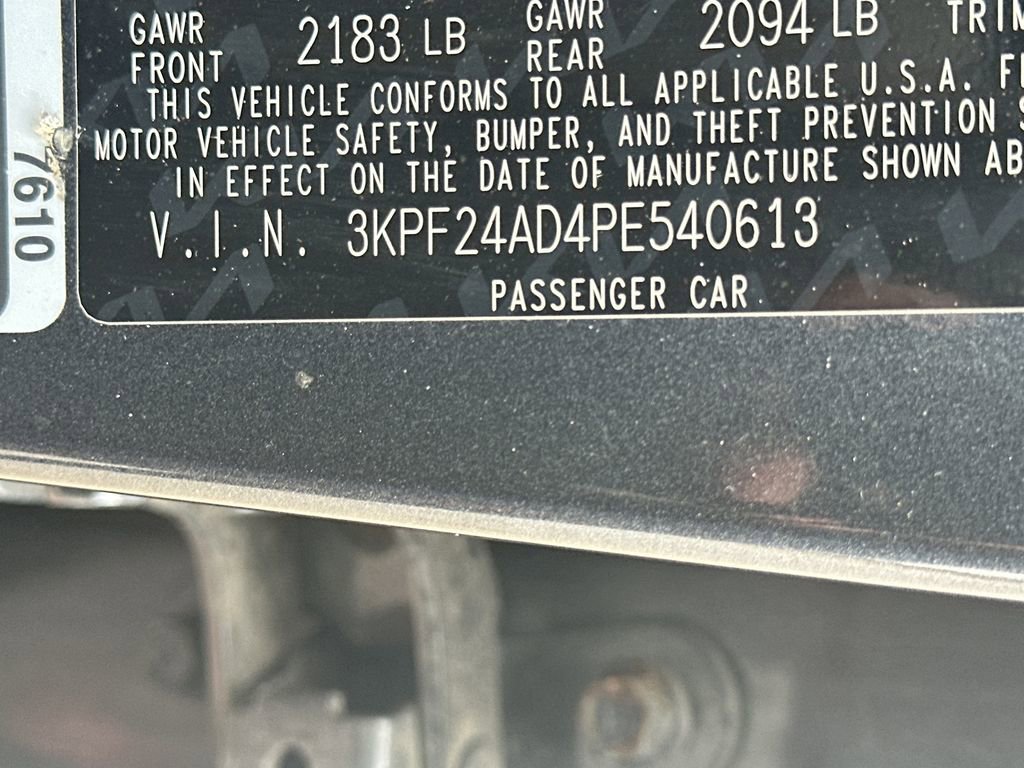 GAWR FRONT 2183 LB GAWR REAR 2094 LB TRIM
THIS VEHICLE CONFORMS TO ALL APPLICABLE U.S.A. F
MOTOR VEHICLE SAFETY, BUMPER, AND THEFT PREVENTION S
IN EFFECT ON THE DATE OF MANUFACTURE SHOWN AB
V.I.N. 3KPF24AD4PE540613
PASSENGER CAR
7610